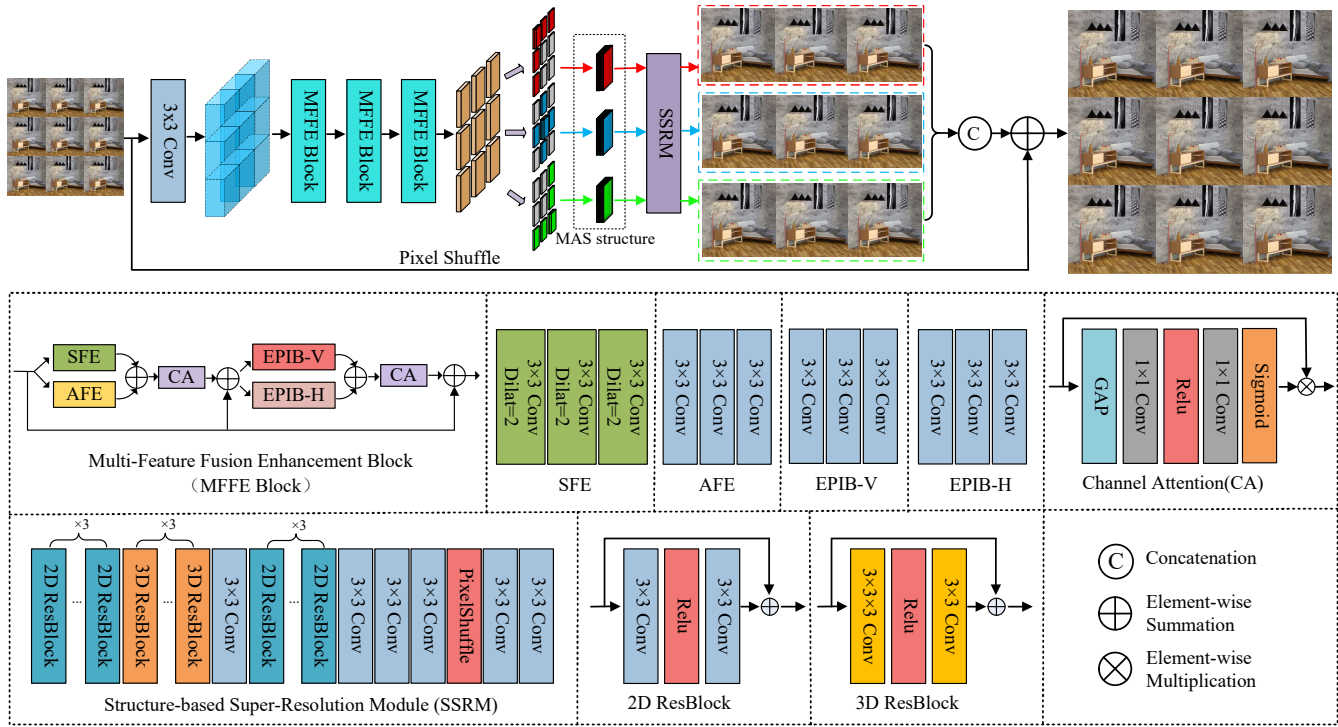 3x3 Conv
MFFE Block
MFFE Block
MFFE Block
MAS structure
SSRM
C
Pixel Shuffle
SFE
AFE
CA
EPIB-V
EPIB-H
CA
Multi-Feature Fusion Enhancement Block
（MFFE Block）
3×3 Conv
Dilat=2
3×3 Conv
Dilat=2
3×3 Conv
Dilat=2
SFE
3×3 Conv
3×3 Conv
3×3 Conv
AFE
3×3 Conv
3×3 Conv
3×3 Conv
EPIB-V
3×3 Conv
3×3 Conv
3×3 Conv
EPIB-H
GAP
1×1 Conv
Relu
1×1 Conv
Sigmoid
Channel Attention(CA)
×3
×3
×3
2D ResBlock
...
2D ResBlock
3D ResBlock
...
3D ResBlock
3×3 Conv
2D ResBlock
...
2D ResBlock
3×3 Conv
3×3 Conv
3×3 Conv
PixelShuffle
3×3 Conv
3×3 Conv
Structure-based Super-Resolution Module (SSRM)
3×3 Conv
Relu
3×3 Conv
2D ResBlock
3×3×3 Conv
Relu
3×3 Conv
3D ResBlock
C
Concatenation
Element-wise
Summation
Element-wise
Multiplication